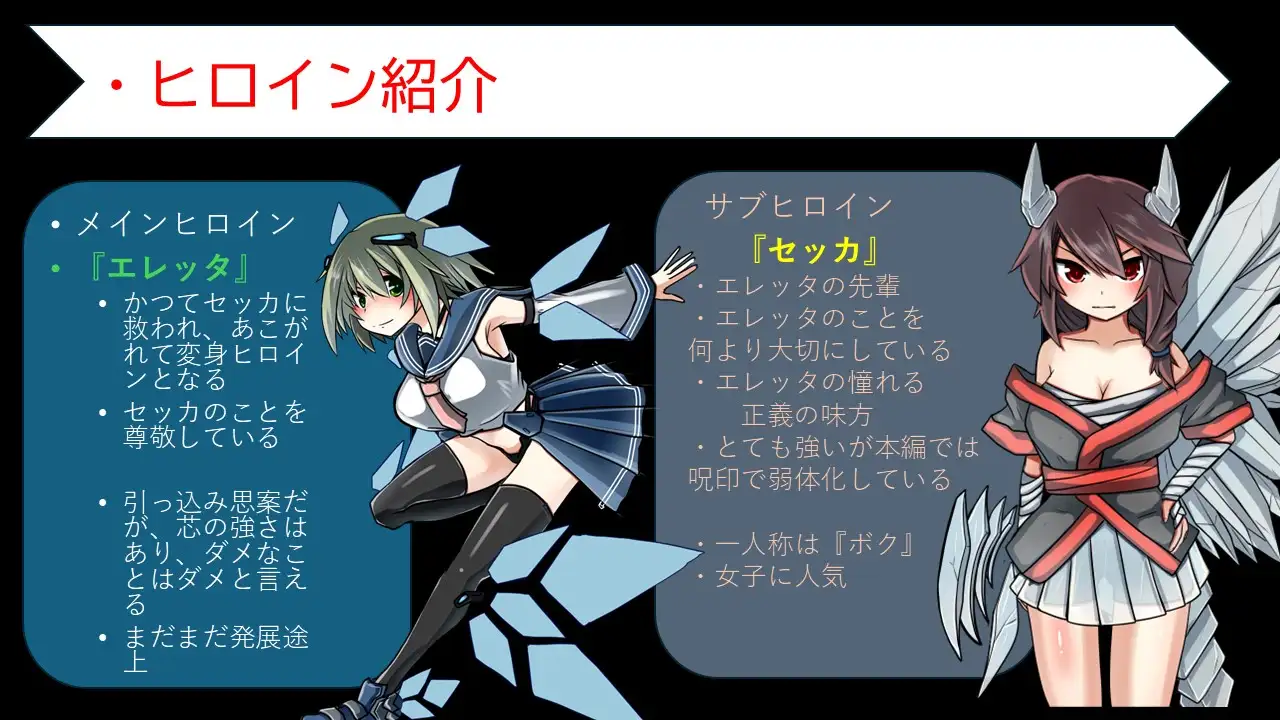 ・ヒロイン紹介
• メインヒロイン
• 『エレッタ』
• かつてセッカに
救われ、あこが
れて変身ヒロイ
ンとなる
• セッカのことを
尊敬している
• 引っ込み思案だ
が、芯の強さは
あり、ダメなこ
とはダメと言え
る
• まだまだ発展途
上
サブヒロイン
『セッカ』
・エレッタの先輩
・エレッタのことを
何より大切にしている
・エレッタの憧れる
正義の味方
・とても強いが本編では
呪印で弱体化している
・一人称は『ボク』
・女子に人気